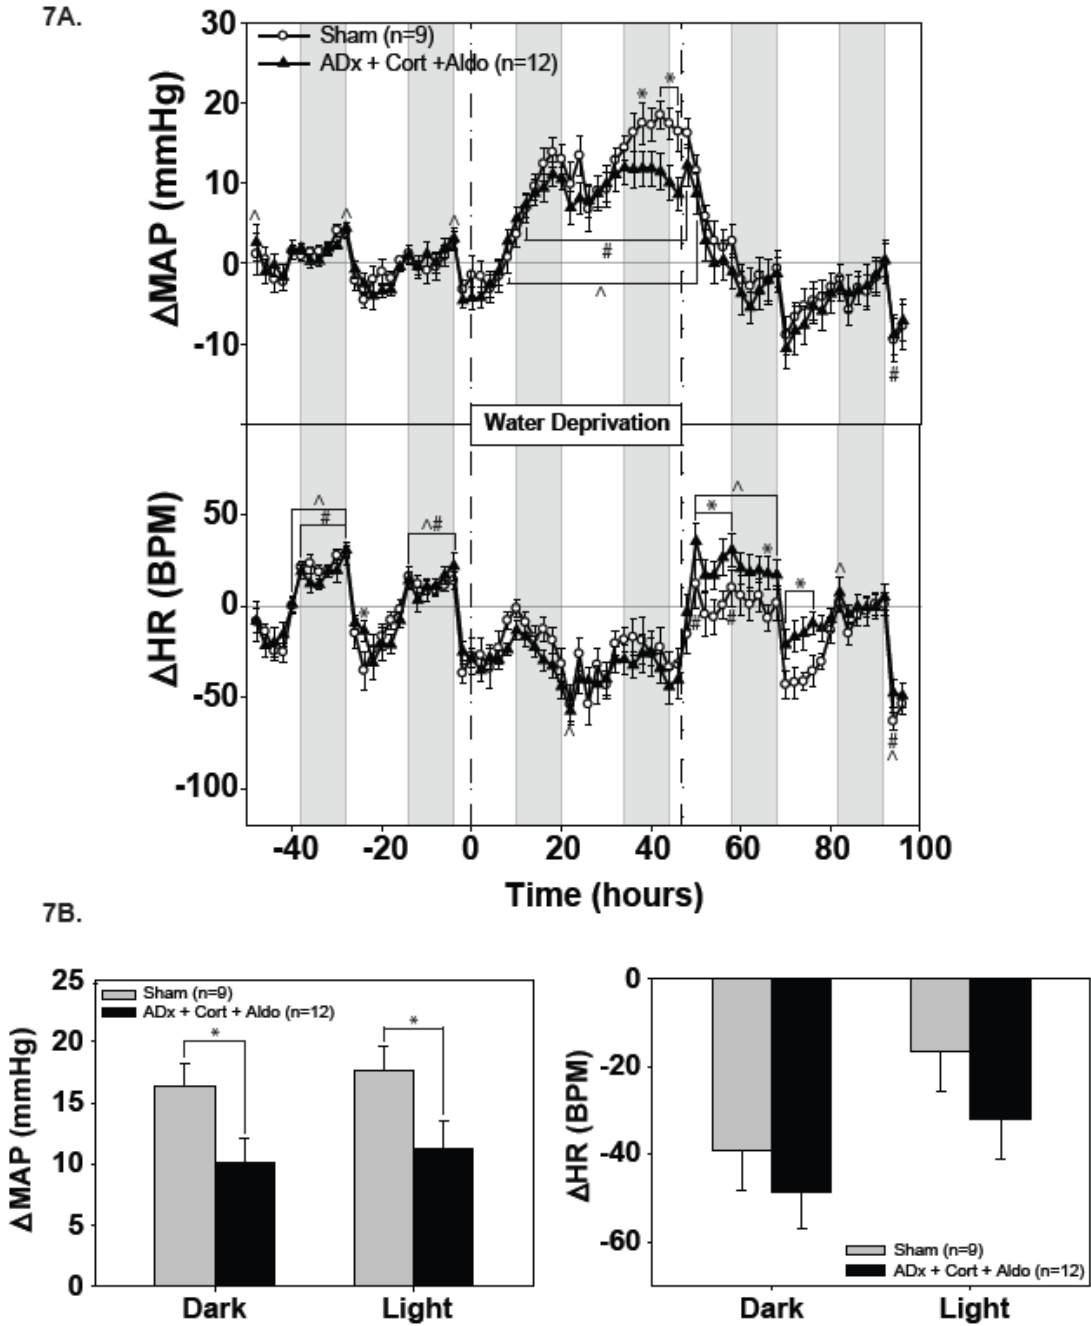 7A.
Sham (n=9)
ADx + Cort +Aldo (n=12)
ΔMAP (mmHg)
30
20
10
0
-10
*
*
^
^
^
#
^
#
Water Deprivation
ΔHR (BPM)
50
0
-50
-100
^
#
^#
*
^
^
*
*
*
^
#
#
#
^
-40
-20
0
20
40
60
80
100
Time (hours)
7B.
ΔMAP (mmHg)
25
20
15
10
5
0
Sham (n=9)
ADx + Cort + Aldo (n=12)
*
*
Dark
Light
ΔHR (BPM)
0
-20
-40
-60
Sham (n=9)
ADx + Cort + Aldo (n=12)
Dark
Light